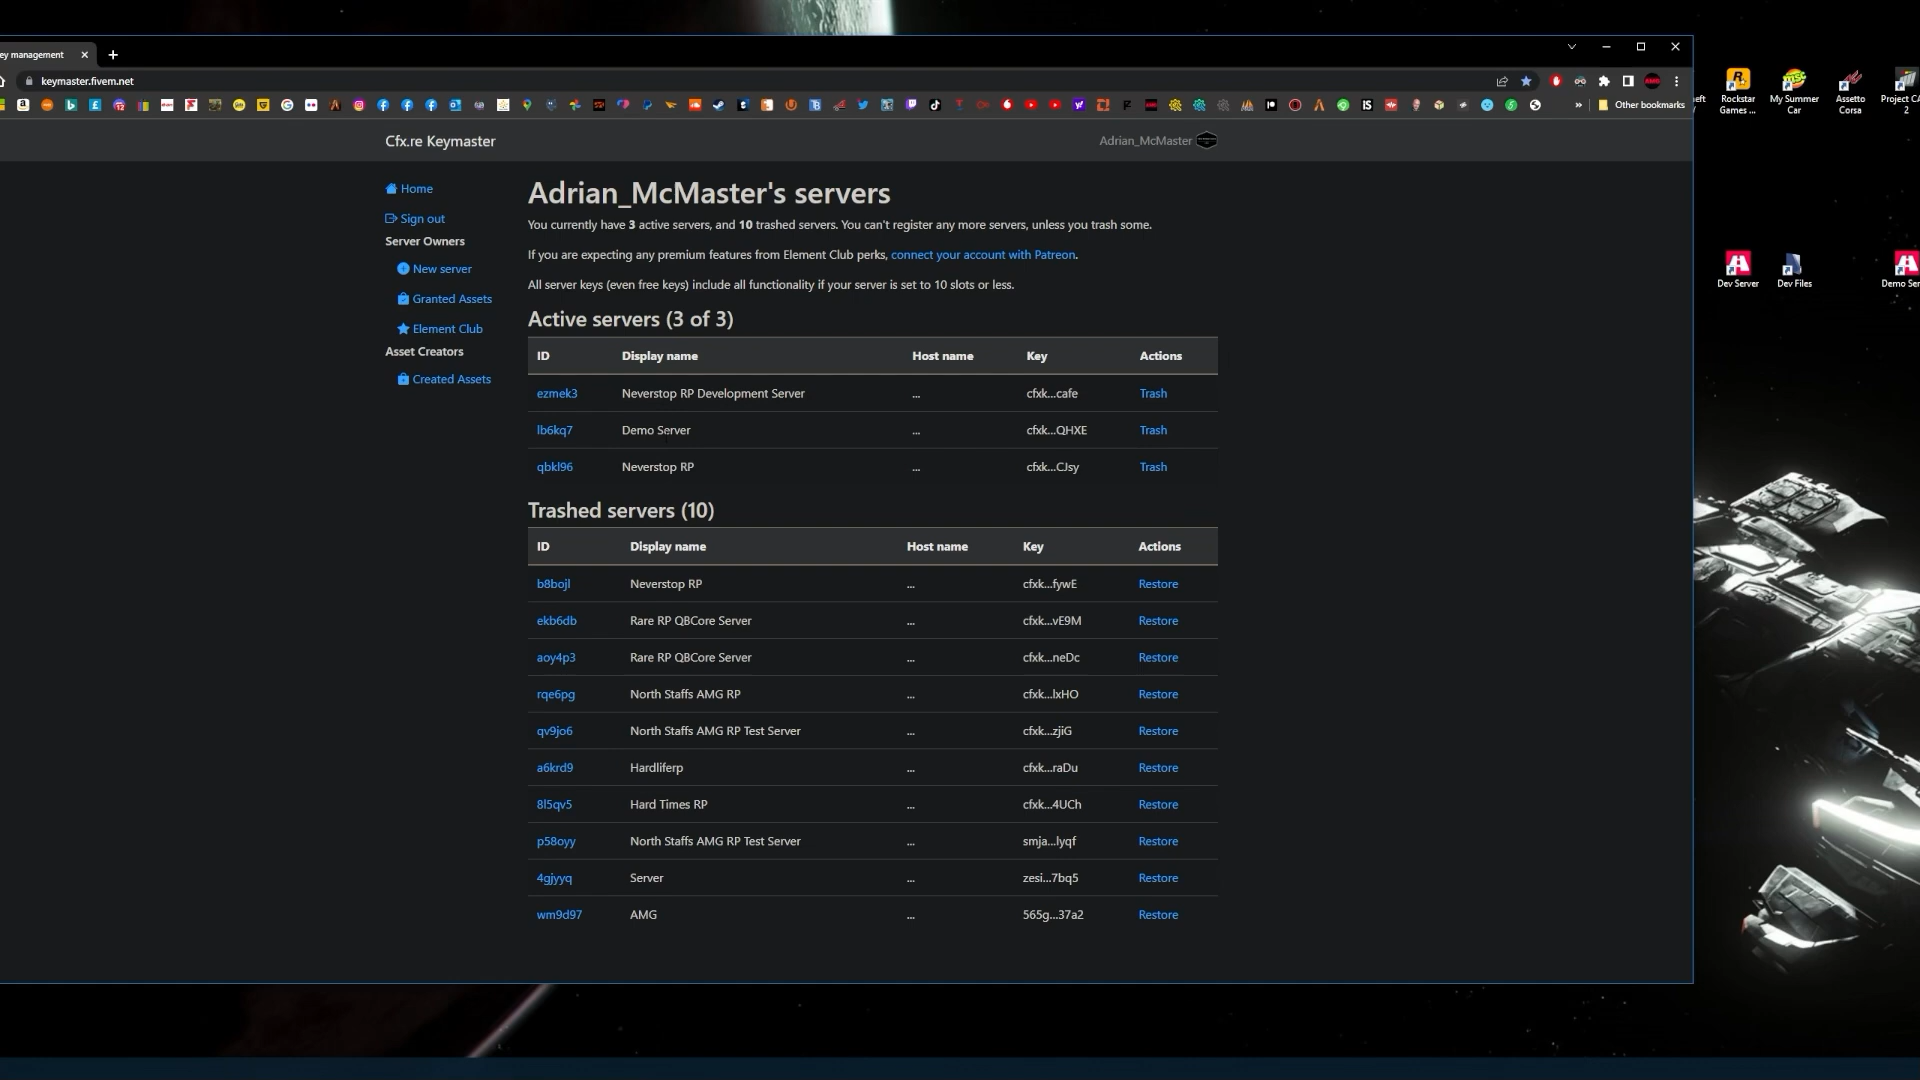 ey management
keymaster.fivem.net
Other bookmarks
Cfx.re Keymaster
Adrian_McMaster
Home
Sign out
Server Owners
New server
Granted Assets
Element Club
Asset Creators
Created Assets
Adrian_McMaster's servers
You currently have 3 active servers, and 10 trashed servers. You can't register any more servers, unless you trash some.
If you are expecting any premium features from Element Club perks, connect your account with Patreon.
All server keys (even free keys) include all functionality if your server is set to 10 slots or less.
Active servers (3 of 3)
ID Display name Host name Key Actions
ezmek3 Neverstop RP Development Server ... cfxk...cafe Trash
lb6kq7 Demo Server ... cfxk...QHXE Trash
qbkl96 Neverstop RP ... cfxk...CJsy Trash
Trashed servers (10)
ID Display name Host name Key Actions
b8bojl Neverstop RP ... cfxk...fywE Restore
ekb6db Rare RP QBCore Server ... cfxk...vE9M Restore
aoy4p3 Rare RP QBCore Server ... cfxk...neDc Restore
rqe6pg North Staffs AMG RP ... cfxk...lxHO Restore
qv9jo6 North Staffs AMG RP Test Server ... cfxk...zjiG Restore
a6krd9 Hardliferp ... cfxk...raDu Restore
8l5qv5 Hard Times RP ... cfxk...4UCh Restore
p58oyy North Staffs AMG RP Test Server ... smja...lyqf Restore
4gjyyq Server ... zesi...7bq5 Restore
wm9d97 AMG ... 565g...37a2 Restore
eft Rockstar My Summer Assetto Project CA
V Games ... Car Corsa 2
Dev Server Dev Files Demo Ser